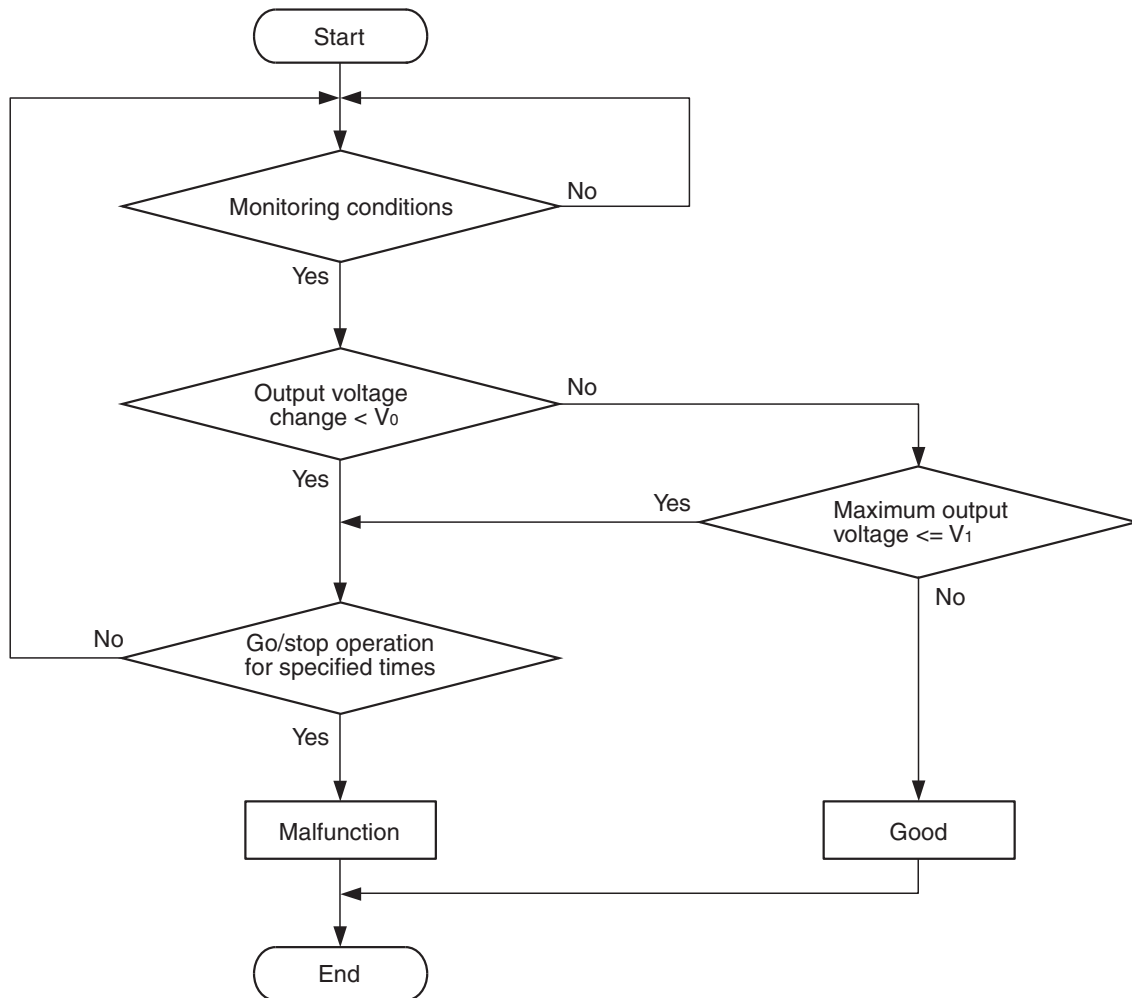 Start
Monitoring conditions
No
Yes
Output voltage
change < V₀
No
Yes
Yes
Maximum output
voltage <= V₁
No
Go/stop operation
for specified times
No
Yes
Malfunction
Good
End